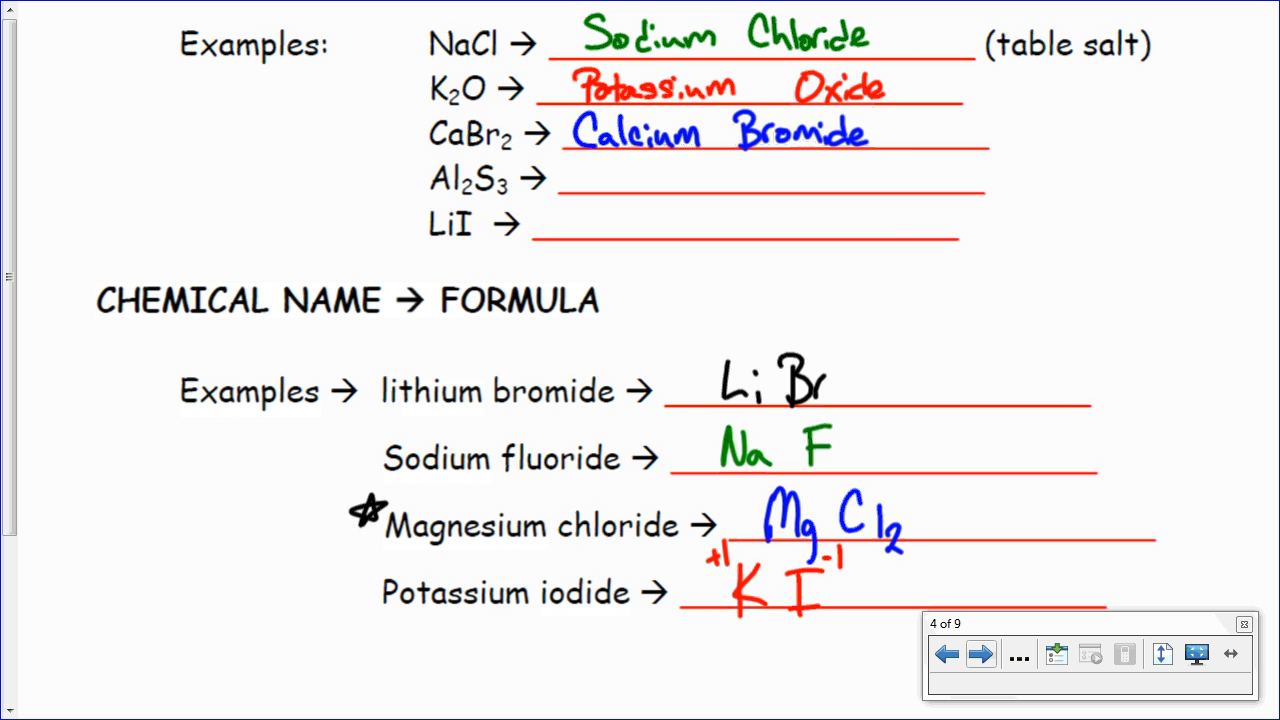 Examples: NaCl → Sodium Chloride (table salt)
K₂O → Potassium Oxide
CaBr₂ → Calcium Bromide
Al₂S₃ →
LiI →
CHEMICAL NAME → FORMULA
Examples → lithium bromide → Li Br
Sodium fluoride → Na F
☆ Magnesium chloride → Mg Cl₂
Potassium iodide → +1 K I -1
4 of 9